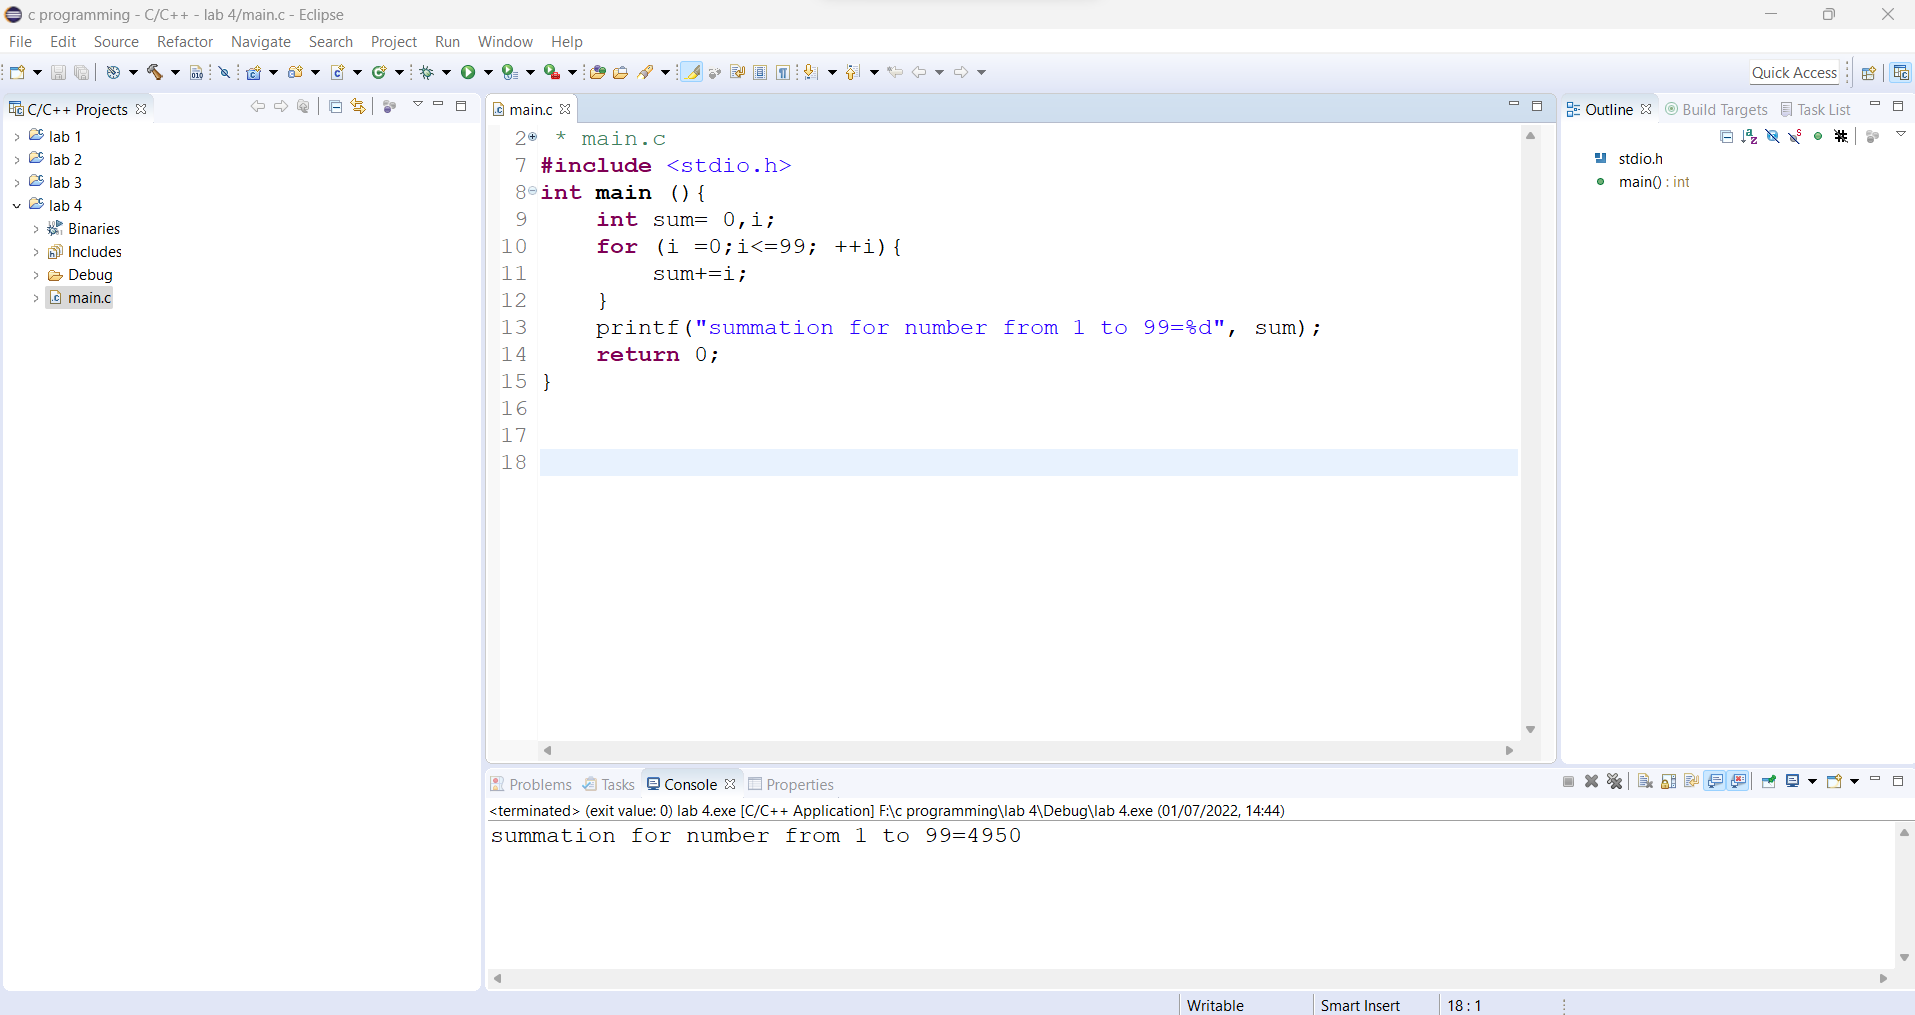 c programming - C/C++ - lab 4/main.c - Eclipse
File Edit Source Refactor Navigate Search Project Run Window Help
Quick Access
C/C++ Projects
lab 1
lab 2
lab 3
lab 4
Binaries
Includes
Debug
main.c
main.c
2 * main.c
7 #include <stdio.h>
8 int main (){
9 int sum= 0,i;
10 for (i =0;i<=99; ++i){
11 sum+=i;
12 }
13 printf("summation for number from 1 to 99=%d", sum);
14 return 0;
15 }
16
17
18
Outline Build Targets Task List
stdio.h
main() : int
Problems Tasks Console Properties
<terminated> (exit value: 0) lab 4.exe [C/C++ Application] F:\c programming\lab 4\Debug\lab 4.exe (01/07/2022, 14:44)
summation for number from 1 to 99=4950
Writable Smart Insert 18 : 1